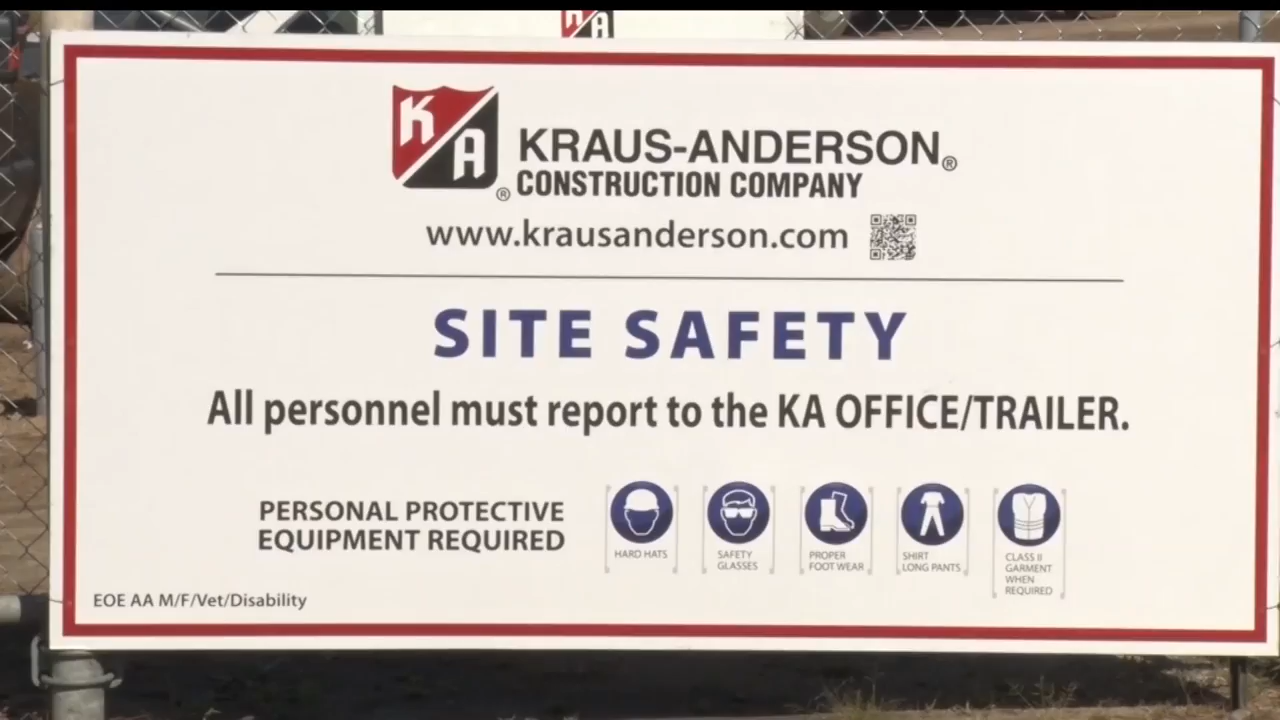 KA
KA
KRAUS-ANDERSON®
® CONSTRUCTION COMPANY
www.krausanderson.com
SITE SAFETY
All personnel must report to the KA OFFICE/TRAILER.
PERSONAL PROTECTIVE
EQUIPMENT REQUIRED
HARD HATS
SAFETY
GLASSES
PROPER
FOOT WEAR
SHIRT
LONG PANTS
CLASS II
GARMENT
WHEN
REQUIRED
EOE AA M/F/Vet/Disability